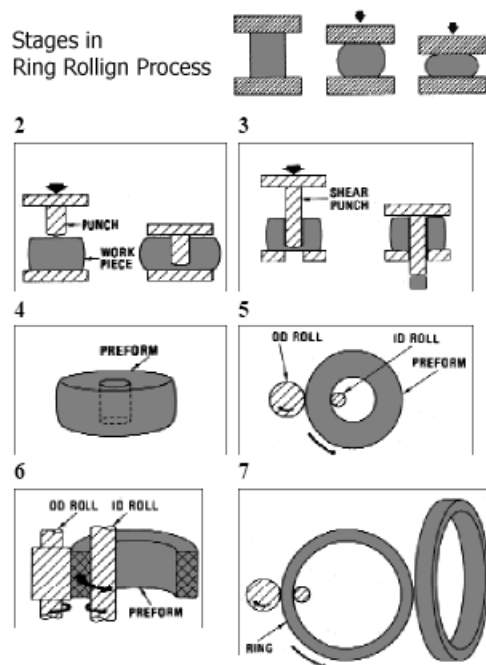 Stages in
Ring Rollign Process
2
3
PUNCH
WORK
PIECE
SHEAR
PUNCH
4
5
PREFORM
OD ROLL
ID ROLL
PREFORM
6
7
OD ROLL
ID ROLL
PREFORM
RING